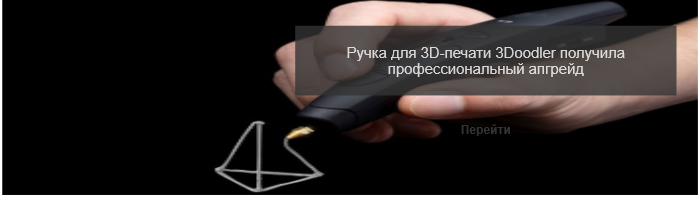 Ручка для 3D-печати 3Doodler получила
профессиональный апгрейд
Перейти